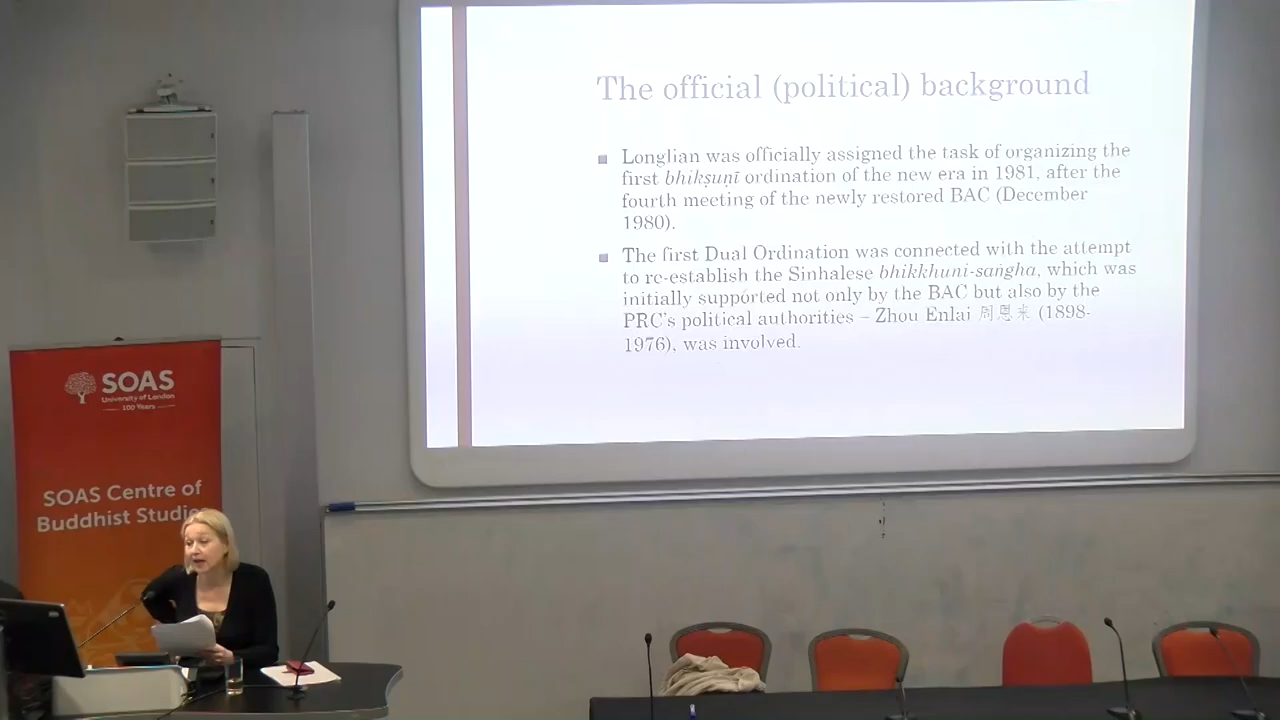 The official (political) background
Longlian was officially assigned the task of organizing the
first bhikṣuṇī ordination of the new era in 1981, after the
fourth meeting of the newly restored BAC (December
1980).
The first Dual Ordination was connected with the attempt
to re-establish the Sinhalese bhikkhuni-saṅgha, which was
initially supported not only by the BAC but also by the
PRC's political authorities – Zhou Enlai 周恩来 (1898-
1976), was involved.
SOAS
University of London
100 Years
SOAS Centre of
Buddhist Studies